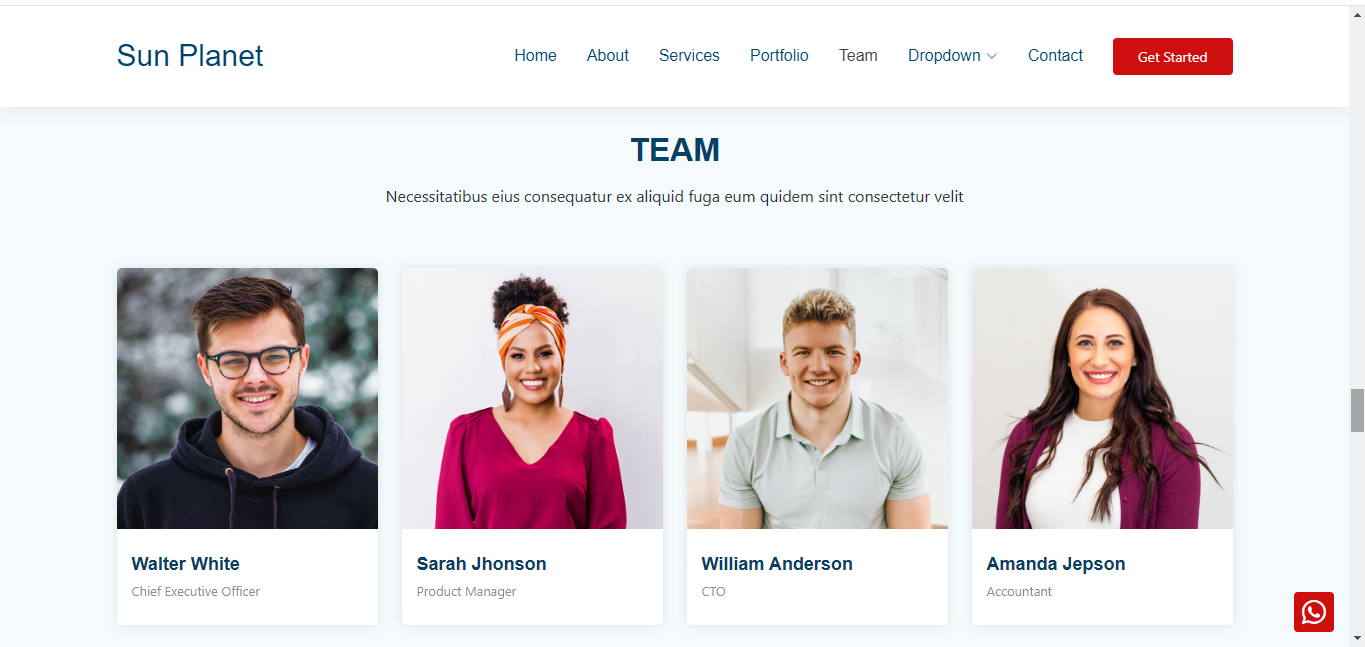 Sun Planet
Home About Services Portfolio Team Dropdown Contact Get Started
TEAM
Necessitatibus eius consequatur ex aliquid fuga eum quidem sint consectetur velit
Walter White Sarah Jhonson William Anderson Amanda Jepson
Chief Executive Officer Product Manager CTO Accountant